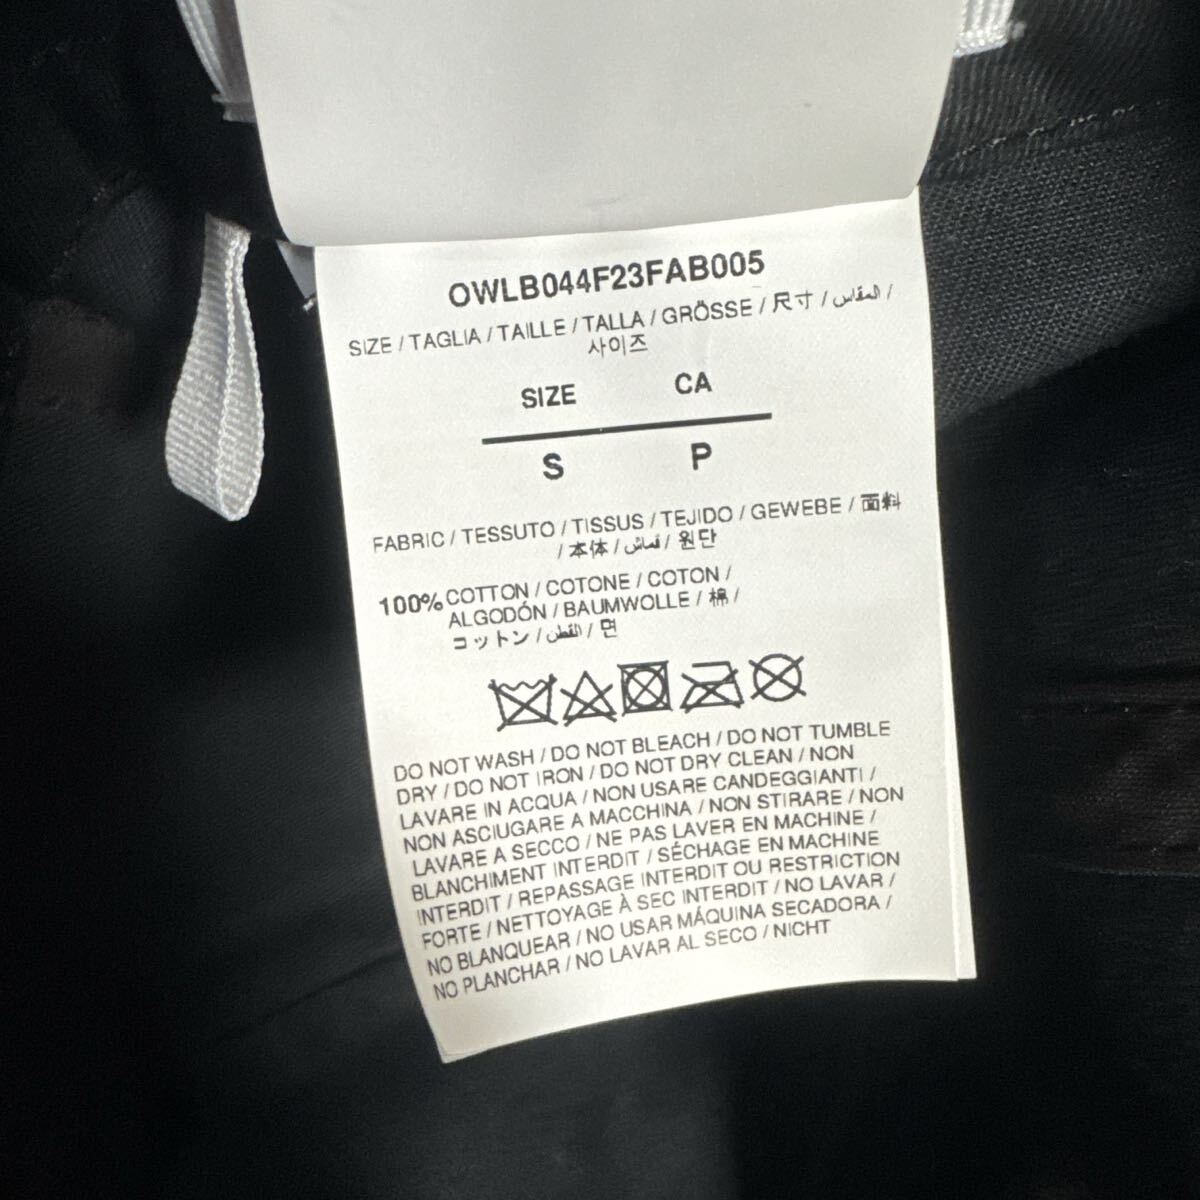 OWLB044F23FAB005
SIZE / TAGLIA / TAILLE / TALLA / GRÖSSE / 尺寸 / المقاس /
사이즈
SIZE CA
S P
FABRIC / TESSUTO / TISSUS / TEJIDO / GEWEBE / 面料
/ 本体 / قماش / 원단
100% COTTON / COTONE / COTON /
ALGODÓN / BAUMWOLLE / 棉 /
コットン / القطن / 면
DO NOT WASH / DO NOT BLEACH / DO NOT TUMBLE
DRY / DO NOT IRON / DO NOT DRY CLEAN / NON
LAVARE IN ACQUA / NON USARE CANDEGGIANTI /
NON ASCIUGARE A MACCHINA / NON STIRARE / NON
LAVARE A SECCO / NE PAS LAVER EN MACHINE /
BLANCHIMENT INTERDIT / SÉCHAGE EN MACHINE
INTERDIT / REPASSAGE INTERDIT OU RESTRICTION
FORTE / NETTOYAGE À SEC INTERDIT / NO LAVAR /
NO BLANQUEAR / NO USAR MÁQUINA SECADORA /
NO PLANCHAR / NO LAVAR AL SECO / NICHT